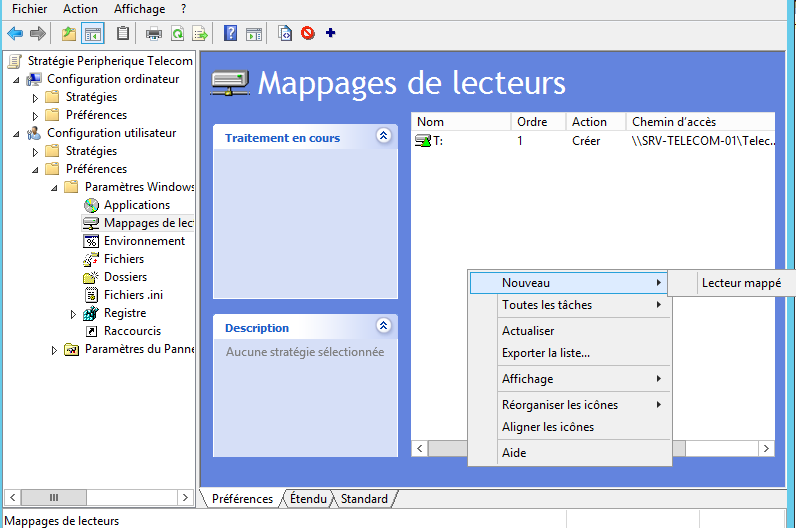 Fichier Action Affichage ?
Stratégie Peripherique Telecom
Configuration ordinateur
Stratégies
Préférences
Configuration utilisateur
Stratégies
Préférences
Paramètres Windows
Applications
Mappages de lect
Environnement
Fichiers
Dossiers
Fichiers .ini
Registre
Raccourcis
Paramètres du Panne
Mappages de lecteurs
Traitement en cours
Description
Aucune stratégie sélectionnée
Nom Ordre Action Chemin d'accès
T: 1 Créer \\SRV-TELECOM-01\Telec...
Nouveau
Lecteur mappé
Toutes les tâches
Actualiser
Exporter la liste...
Affichage
Réorganiser les icônes
Aligner les icônes
Aide
Préférences Étendu Standard
Mappages de lecteurs